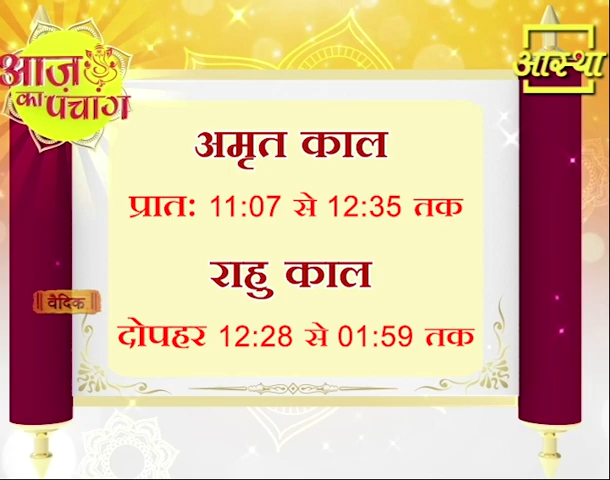 आज
का पंचांग
आस्था
अमृत काल
प्रातः 11:07 से 12:35 तक
राहु काल
वैदिक
दोपहर 12:28 से 01:59 तक